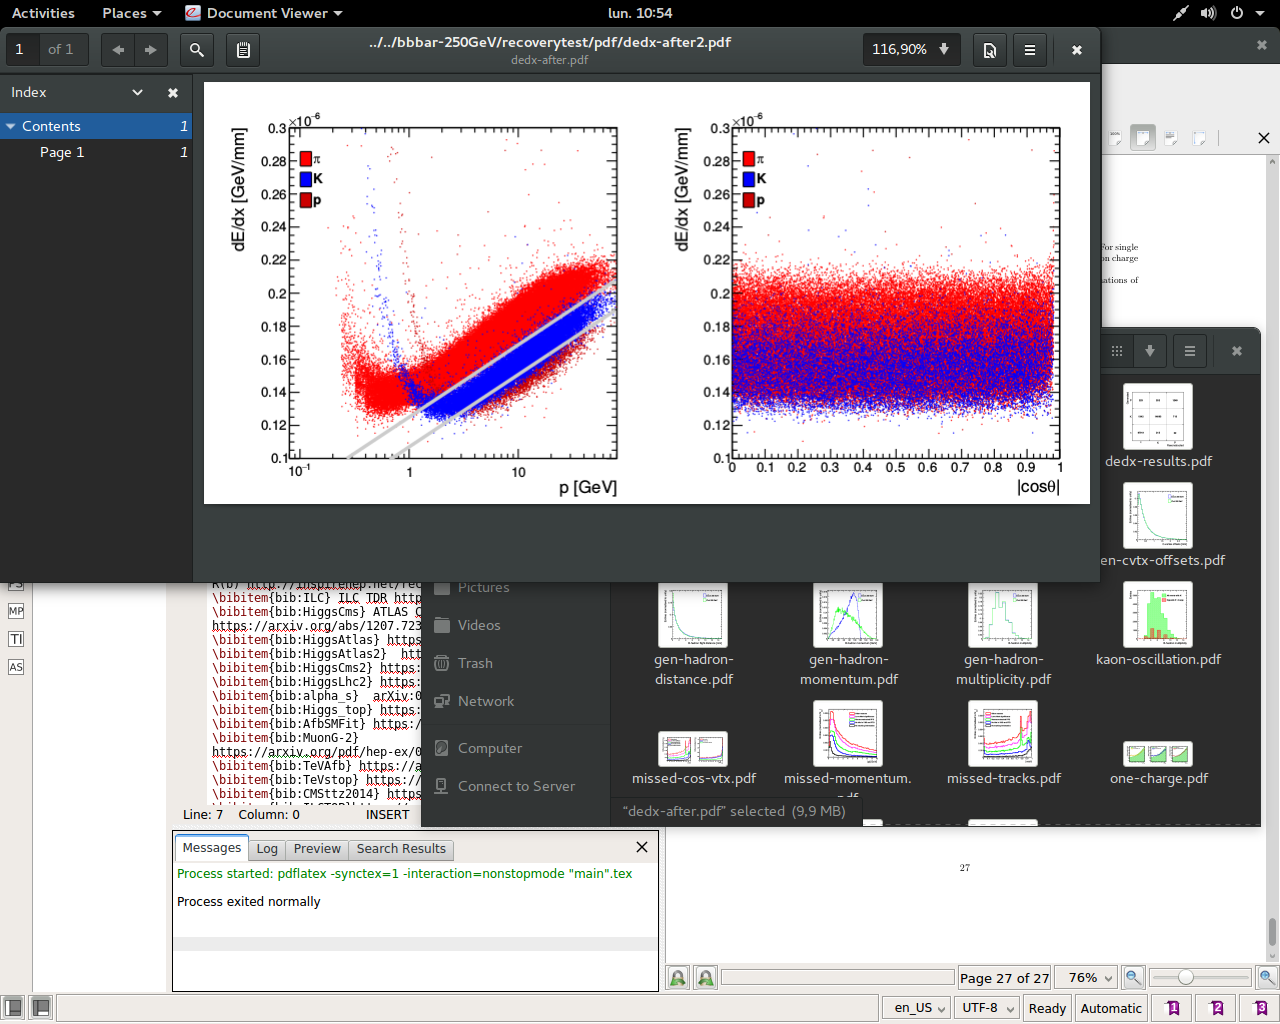 Activities
Places
Document Viewer
lun. 10:54
1
of 1
../../bbbar-250GeV/recoverytest/pdf/dedx-after2.pdf
dedx-after.pdf
116,90%
Index
Contents 1
Page 1 1
×10⁻⁶
0.3
0.28
0.26
0.24
0.22
0.2
0.18
0.16
0.14
0.12
0.1
dE/dx [GeV/mm]
π
K
p
10⁻¹
1
10
p [GeV]
×10⁻⁶
0.3
0.28
0.26
0.24
0.22
0.2
0.18
0.16
0.14
0.12
0.1
dE/dx [GeV/mm]
π
K
p
0 0.1 0.2 0.3 0.4 0.5 0.6 0.7 0.8 0.9 1
|cosθ|
For single
on charge
ations of
dedx-results.pdf
en-cvtx-offsets.pdf
MP
TI
AS
\bibitem{bib:ILC} ILC TDR http
\bibitem{bib:HiggsCms} ATLAS C
https://arxiv.org/abs/1207.723
\bibitem{bib:HiggsAtlas} https
\bibitem{bib:HiggsAtlas2} htt
\bibitem{bib:HiggsCms2} https:
\bibitem{bib:HiggsLhc2} https:
\bibitem{bib:alpha_s} arXiv:0
\bibitem{bib:Higgs_top} https:
\bibitem{bib:AfbSMFit} https:/
\bibitem{bib:MuonG-2}
https://arxiv.org/pdf/hep-ex/0
\bibitem{bib:TeVAfb} https://a
\bibitem{bib:TeVstop} https://
\bibitem{bib:CMSttz2014} https
Pictures
Videos
Trash
Network
Computer
Connect to Server
gen-hadron-
distance.pdf
gen-hadron-
momentum.pdf
gen-hadron-
multiplicity.pdf
kaon-oscillation.pdf
missed-cos-vtx.pdf
missed-momentum.
pdf
missed-tracks.pdf
one-charge.pdf
"dedx-after.pdf" selected (9,9 MB)
Line: 7 Column: 0 INSERT
Messages
Log
Preview
Search Results
Process started: pdflatex -synctex=1 -interaction=nonstopmode "main".tex
Process exited normally
27
Page 27 of 27
76%
en_US
UTF-8
Ready
Automatic
1
2
3